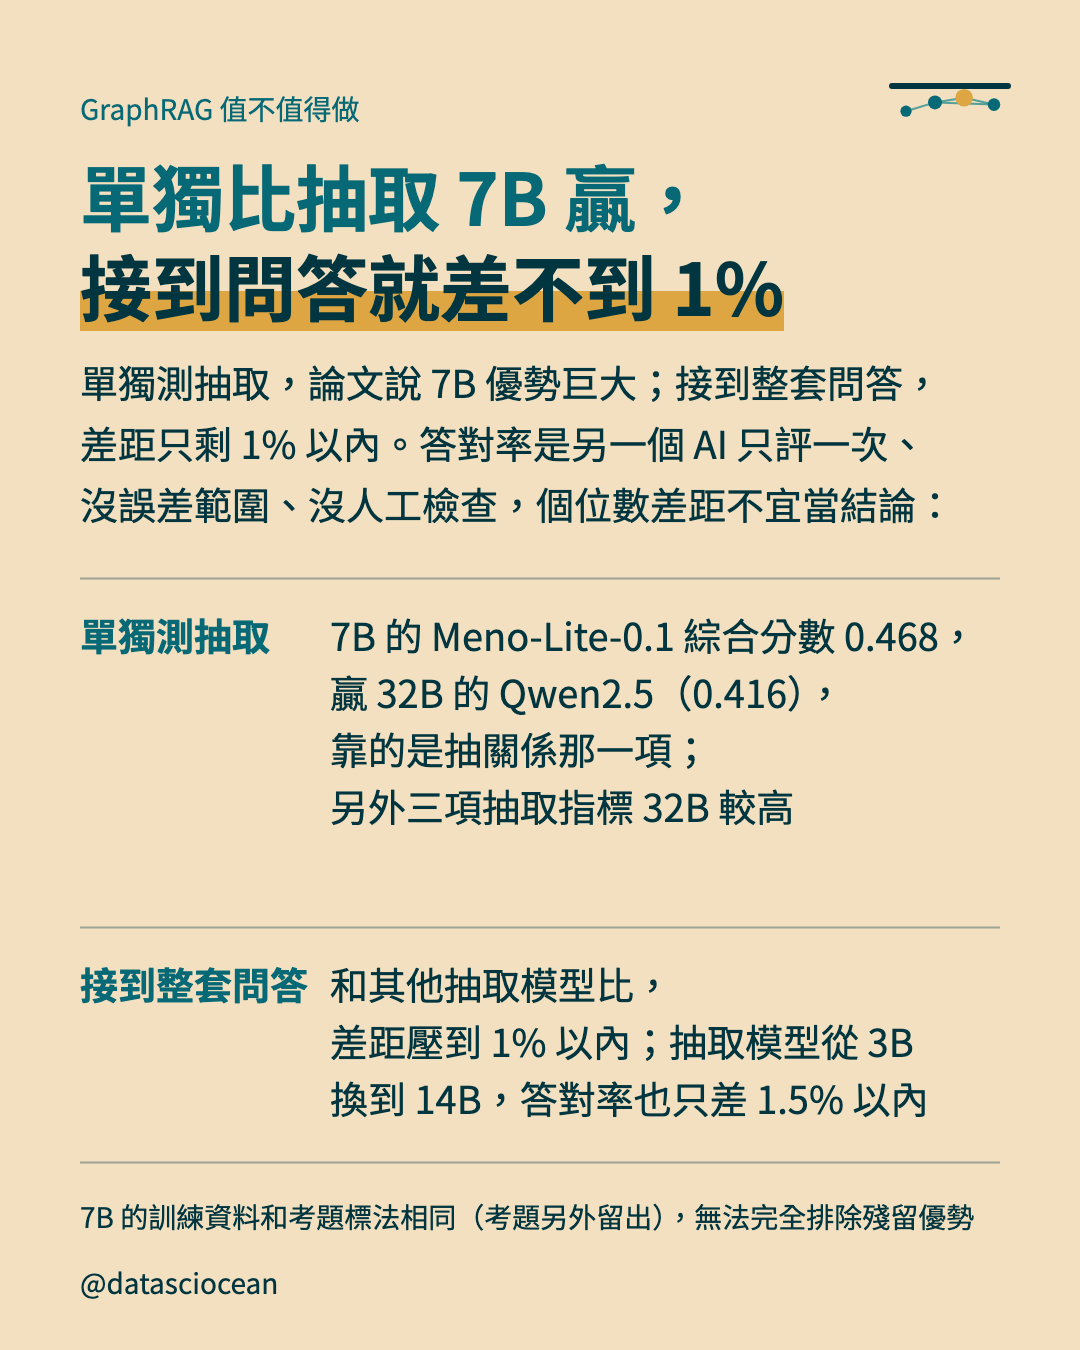 GraphRAG 值不值得做
單獨比抽取 7B 贏，
接到問答就差不到 1%
單獨測抽取，論文說 7B 優勢巨大；接到整套問答，
差距只剩 1% 以內。答對率是另一個 AI 只評一次、
沒誤差範圍、沒人工檢查，個位數差距不宜當結論：
單獨測抽取
7B 的 Meno-Lite-0.1 綜合分數 0.468，
贏 32B 的 Qwen2.5（0.416），
靠的是抽關係那一項；
另外三項抽取指標 32B 較高
接到整套問答
和其他抽取模型比，
差距壓到 1% 以內；抽取模型從 3B
換到 14B，答對率也只差 1.5% 以內
7B 的訓練資料和考題標法相同（考題另外留出），無法完全排除殘留優勢
@datasciocean